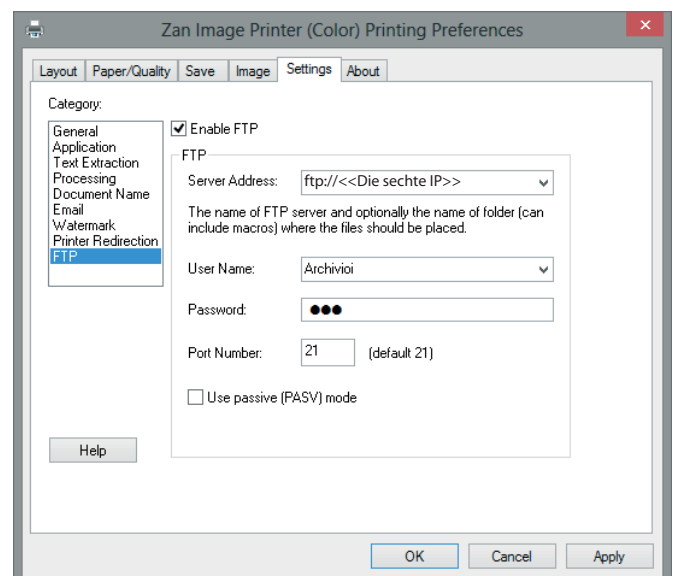 Zan Image Printer (Color) Printing Preferences
Layout Paper/Quality Save Image Settings About
Category:
General
Application
Text Extraction
Processing
Document Name
Email
Watermark
Printer Redirection
FTP
Enable FTP
FTP
Server Address: ftp://<<Die sechte IP>>
The name of FTP server and optionally the name of folder (can
include macros) where the files should be placed.
User Name: Archivioi
Password: ●●●
Port Number: 21 (default 21)
Use passive (PASV) mode
Help
OK Cancel Apply